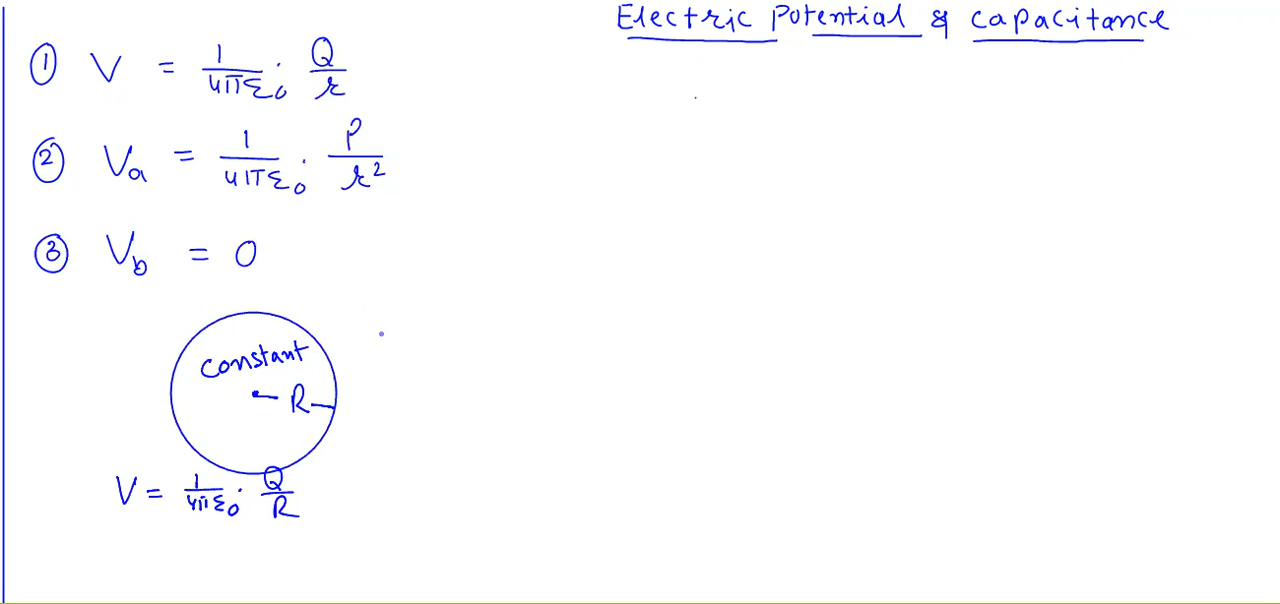 Electric Potential & Capacitance
① V = 1/4πε₀ . Q/r
② Va = 1/4πε₀ . P/r²
③ Vb = 0
Constant
R
V = 1/4πε₀ . Q/R